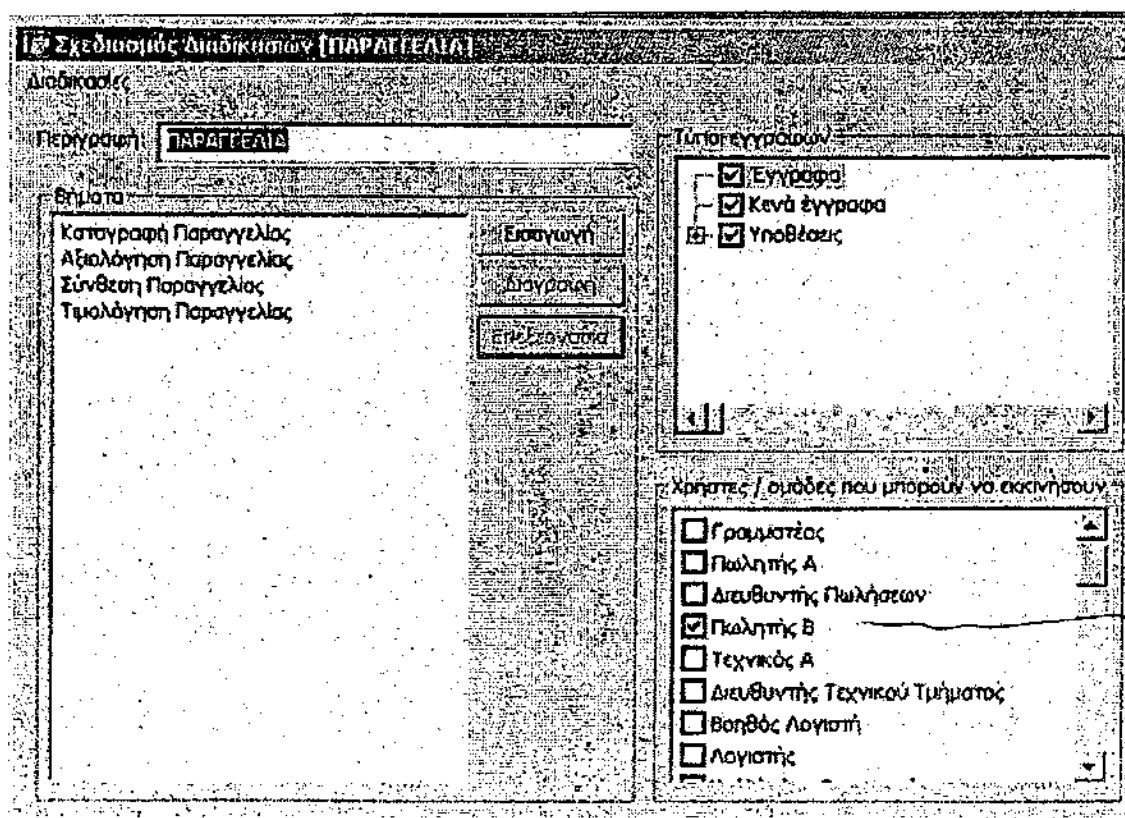 Σχεδιασμός Διαδικασιών [ΠΑΡΑΓΓΕΛΙΑ]
Διαδικασίες
Περιγραφή: ΠΑΡΑΓΓΕΛΙΑ
Βήματα
Καταγραφή Παραγγελίας
Αξιολόγηση Παραγγελίας
Σύνθεση Παραγγελίας
Τιμολόγηση Παραγγελίας
Εισαγωγή
Διαγραφή
Επεξεργασία
Τύποι εγγράφων
Έγγραφα
Κενά έγγραφα
Υποθέσεις
Χρήστες / ομάδες που μπορούν να εκκινήσουν
Γραμματέας
Πωλητής Α
Διευθυντής Πωλήσεων
Πωλητής Β
Τεχνικός Α
Διευθυντής Τεχνικού Τμήματος
Βοηθός Λογιστή
Λογιστής